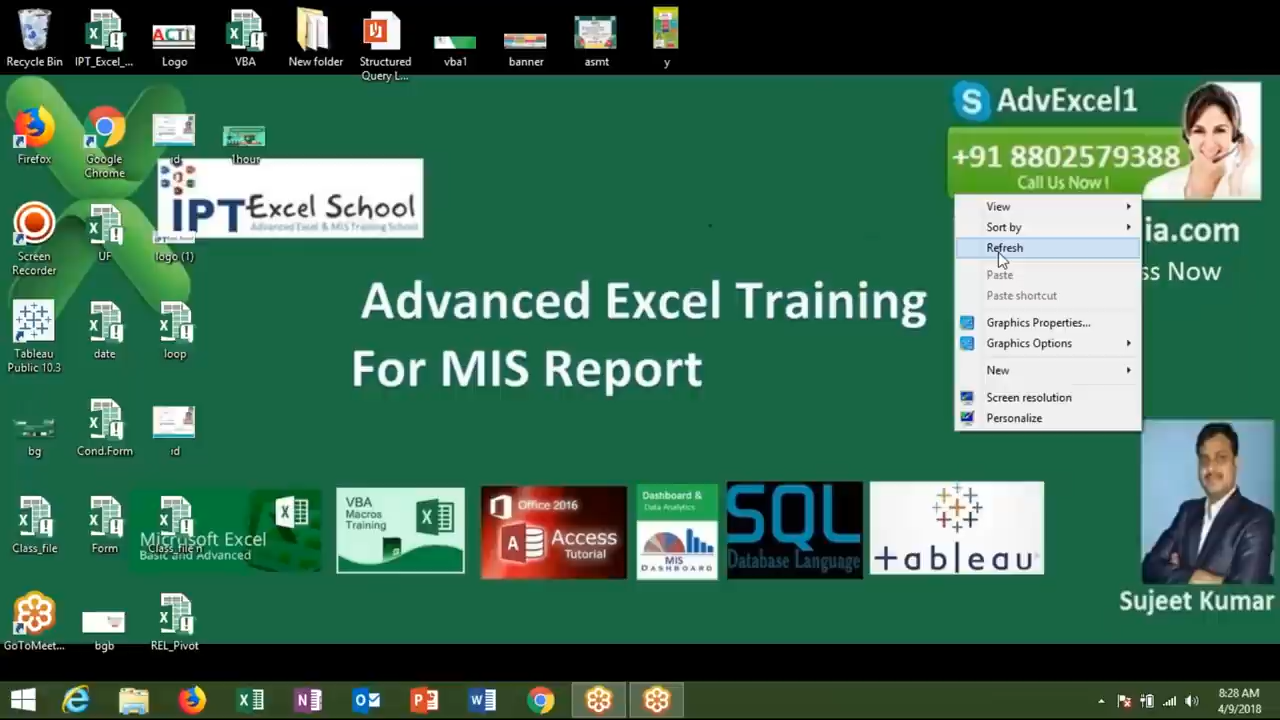 Recycle Bin
IPT_Excel_...
ACTI
Logo
VBA
New folder
Structured
Query L...
vba1
banner
asmt
y
Firefox
Google
Chrome
id
1hour
S AdvExcel1
+91 8802579388
Call Us Now !
IPT Excel School
Advanced Excel & MIS Training School
Screen
Recorder
UF
logo (1)
View
Sort by
Refresh
Paste
Paste shortcut
Graphics Properties...
Graphics Options
New
Screen resolution
Personalize
ia.com
ss Now
Advanced Excel Training
For MIS Report
Tableau
Public 10.3
date
loop
bg
Cond.Form
id
Class_file
Form
Microsoft Excel
Basic and Advanced
VBA
Macros
Training
Office 2016
Access
Tutorial
Dashboard &
Data Analytics
MIS
DASHBOARD
SQL
Database Language
tableau
Sujeet Kumar
GoToMeet...
bgb
REL_Pivot
8:28 AM
4/9/2018